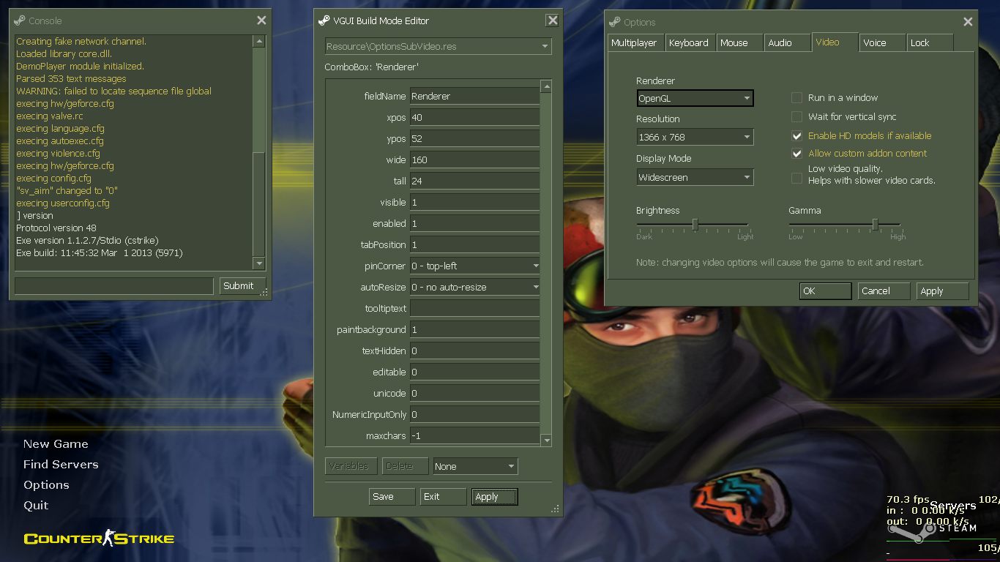 Console
Creating fake network channel.
Loaded library core.dll.
DemoPlayer module initialized.
Parsed 353 text messages
WARNING: failed to locate sequence file global
execing hw/geforce.cfg
execing valve.rc
execing language.cfg
execing autoexec.cfg
execing violence.cfg
execing hw/geforce.cfg
execing config.cfg
"sv_aim" changed to "0"
execing userconfig.cfg
] version
Protocol version 48
Exe version 1.1.2.7/Stdio (cstrike)
Exe build: 11:45:32 Mar  1 2013 (5971)
Submit
VGUI Build Mode Editor
Resource\OptionsSubVideo.res
ComboBox: 'Renderer'
fieldName Renderer
xpos 40
ypos 52
wide 160
tall 24
visible 1
enabled 1
tabPosition 1
pinCorner 0 - top-left
autoResize 0 - no auto-resize
tooltiptext
paintbackground 1
textHidden 0
editable 0
unicode 0
NumericInputOnly 0
maxchars -1
Variables Delete None
Save Exit Apply
Options
Multiplayer Keyboard Mouse Audio Video Voice Lock
Renderer
OpenGL
Resolution
1366 x 768
Display Mode
Widescreen
Run in a window
Wait for vertical sync
Enable HD models if available
Allow custom addon content
Low video quality.
Helps with slower video cards.
Brightness
Dark Light
Gamma
Low High
Note: changing video options will cause the game to exit and restart.
OK Cancel Apply
New Game
Find Servers
Options
Quit
COUNTER STRIKE
70.3 fps 102/
Servers
in : 0 0.00 k/s
out: 0 0.00 k/s
STEAM
105/